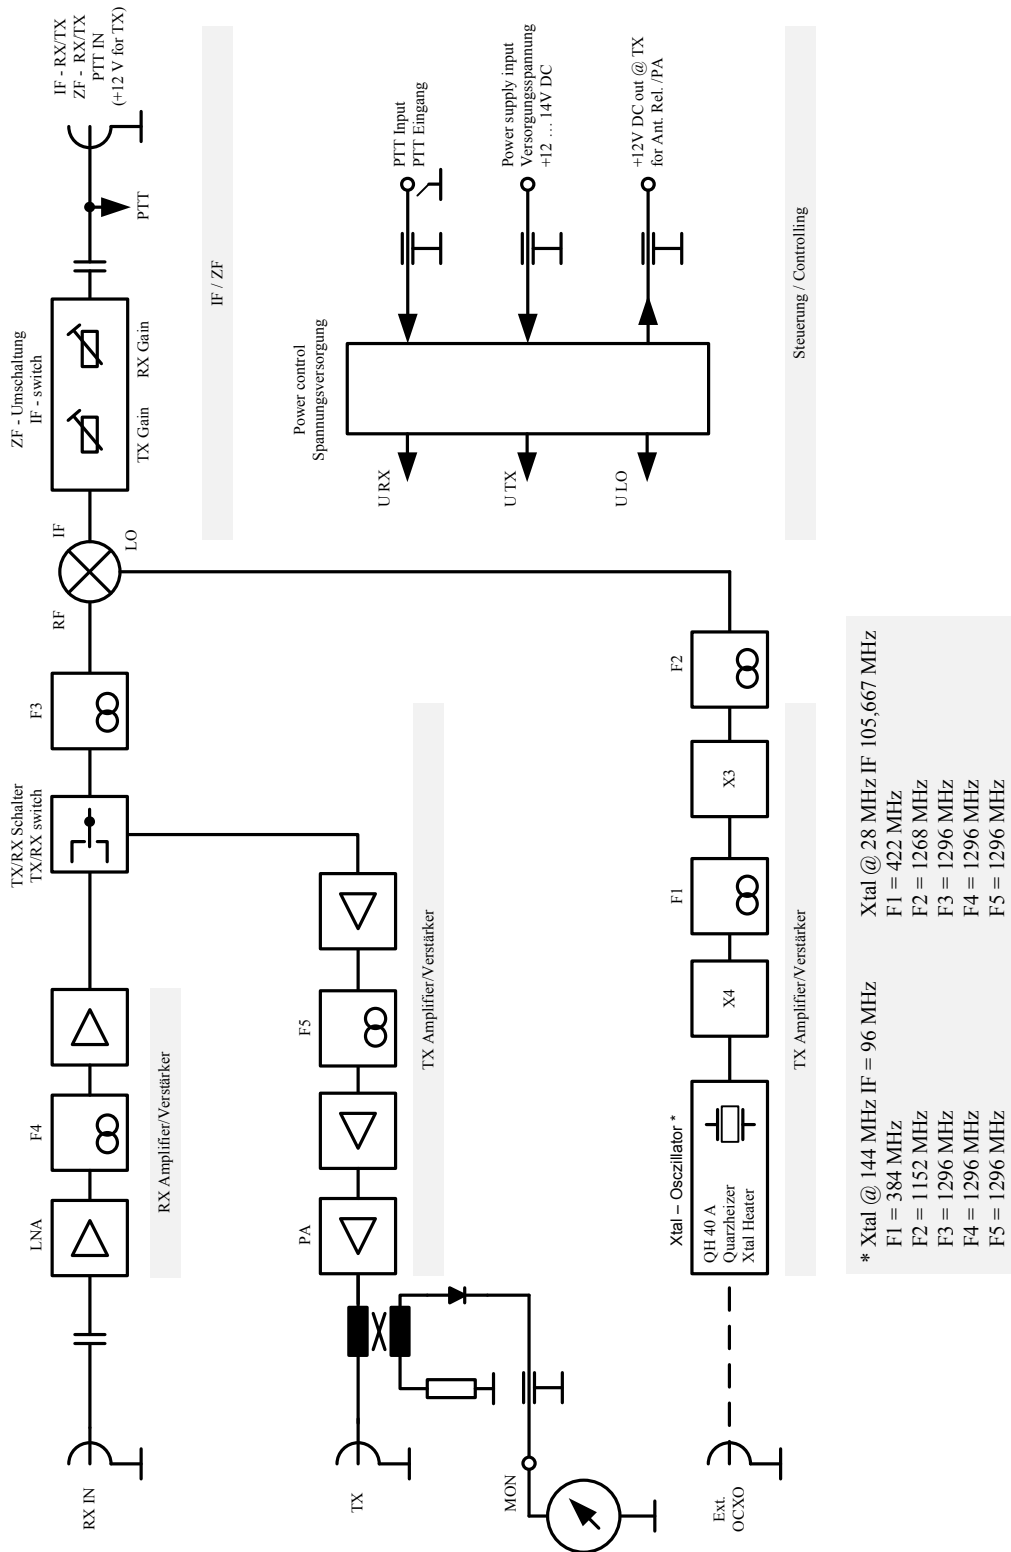 RX IN
LNA
F4
RX Amplifier/Verstärker
TX/RX Schalter
TX/RX switch
F3
RF
IF
LO
ZF - Umschaltung
IF - switch
TX Gain
RX Gain
PTT
IF - RX/TX
ZF - RX/TX
PTT IN
(+12 V for TX)
IF / ZF
TX
PA
F5
TX Amplifier/Verstärker
MON
Power control
Spannungsversorgung
U RX
U TX
U LO
PTT Input
PTT Eingang
Power supply input
Versorgungsspannung
+12 … 14V DC
+12V DC out @ TX
for Ant. Rel. /PA
Steuerung / Controlling
Ext.
OCXO
Xtal – Osczillator *
QH 40 A
Quarzheizer
Xtal Heater
X4
F1
X3
F2
TX Amplifier/Verstärker
* Xtal @ 144 MHz IF = 96 MHz
F1 = 384 MHz
F2 = 1152 MHz
F3 = 1296 MHz
F4 = 1296 MHz
F5 = 1296 MHz
Xtal @ 28 MHz IF 105,667 MHz
F1 = 422 MHz
F2 = 1268 MHz
F3 = 1296 MHz
F4 = 1296 MHz
F5 = 1296 MHz